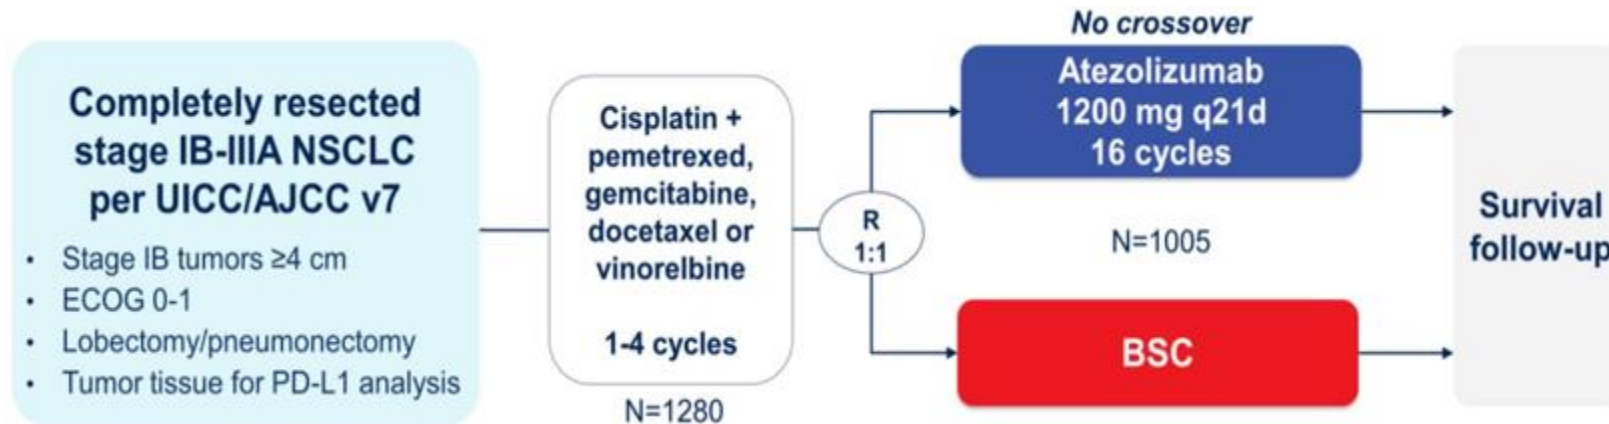 Completely resected
stage IB-IIIA NSCLC
per UICC/AJCC v7
• Stage IB tumors ≥4 cm
• ECOG 0-1
• Lobectomy/pneumonectomy
• Tumor tissue for PD-L1 analysis
Cisplatin +
pemetrexed,
gemcitabine,
docetaxel or
vinorelbine
1-4 cycles
N=1280
R
1:1
No crossover
Atezolizumab
1200 mg q21d
16 cycles
N=1005
BSC
Survival
follow-up